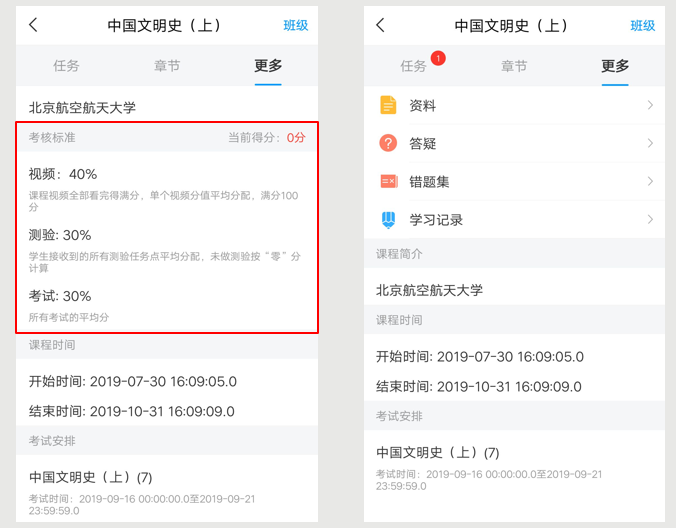 中国文明史（上）
班级
任务
章节
更多
北京航空航天大学
考核标准
当前得分：0分
视频：40%
课程视频全部看完得满分，单个视频分值平均分配，满分100
分
测验: 30%
学生接收到的所有测验任务点平均分配，未做测验按“零”分
计算
考试: 30%
所有考试的平均分
课程时间
开始时间: 2019-07-30 16:09:05.0
结束时间: 2019-10-31 16:09:09.0
考试安排
中国文明史（上）(7)
考试时间：2019-09-16 00:00:00.0至2019-09-21
23:59:59.0
中国文明史（上）
班级
任务
1
章节
更多
资料
答疑
错题集
学习记录
课程简介
北京航空航天大学
课程时间
开始时间: 2019-07-30 16:09:05.0
结束时间: 2019-10-31 16:09:09.0
考试安排
中国文明史（上）(7)
考试时间：2019-09-16 00:00:00.0至2019-09-21
23:59:59.0